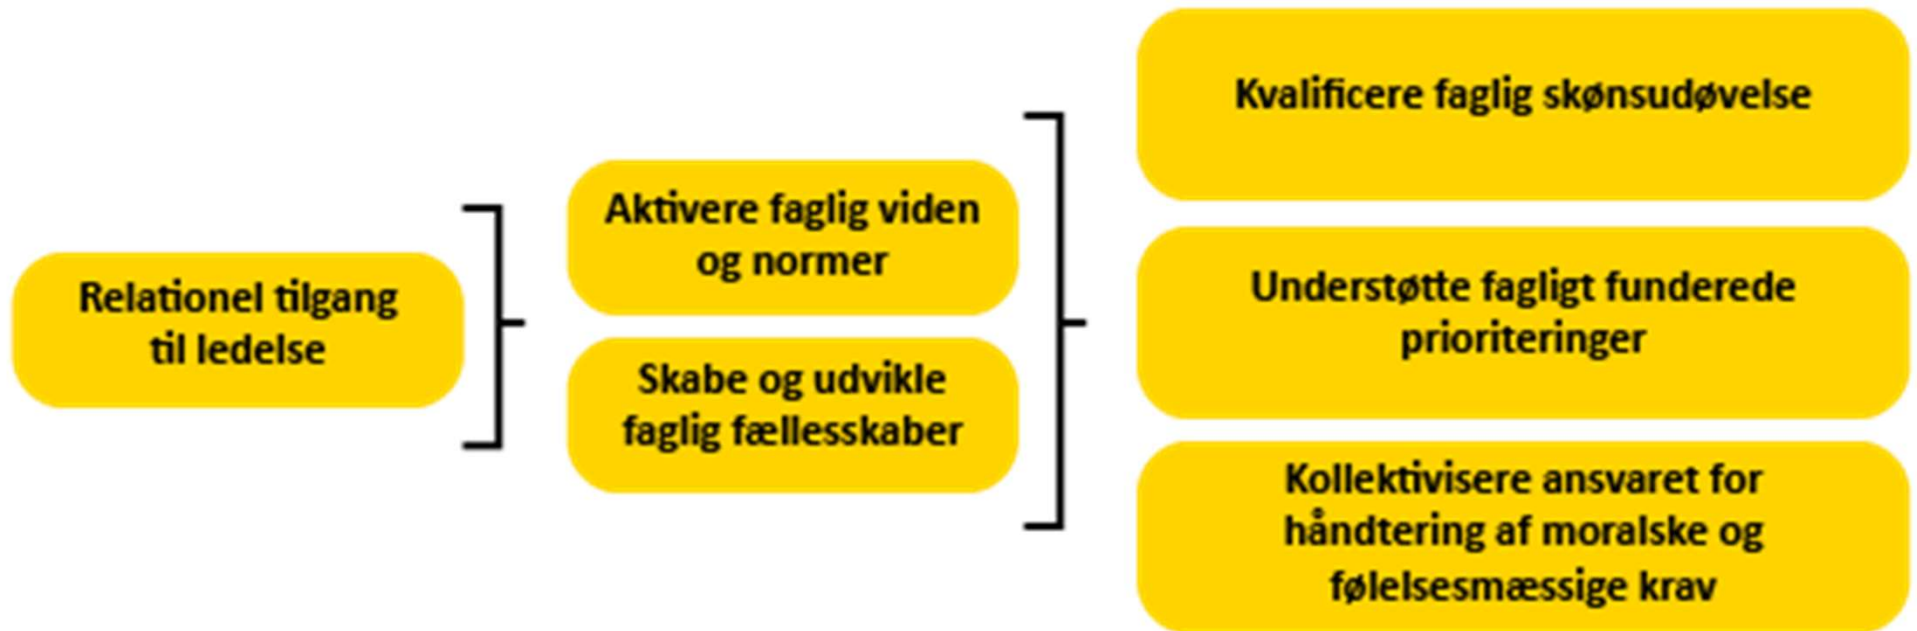 Relationel tilgang
til ledelse
Aktivere faglig viden
og normer
Skabe og udvikle
faglig fællesskaber
Kvalificere faglig skønsudøvelse
Understøtte fagligt funderede
prioriteringer
Kollektivisere ansvaret for
håndtering af moralske og
følelsesmæssige krav